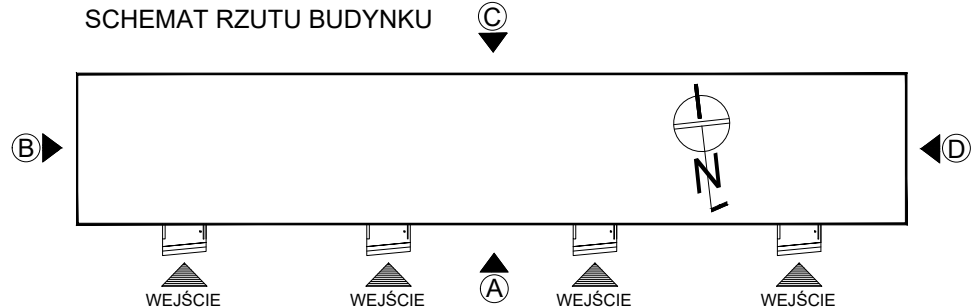 SCHEMAT RZUTU BUDYNKU
C
B
D
N
A
WEJŚCIE
WEJŚCIE
WEJŚCIE
WEJŚCIE